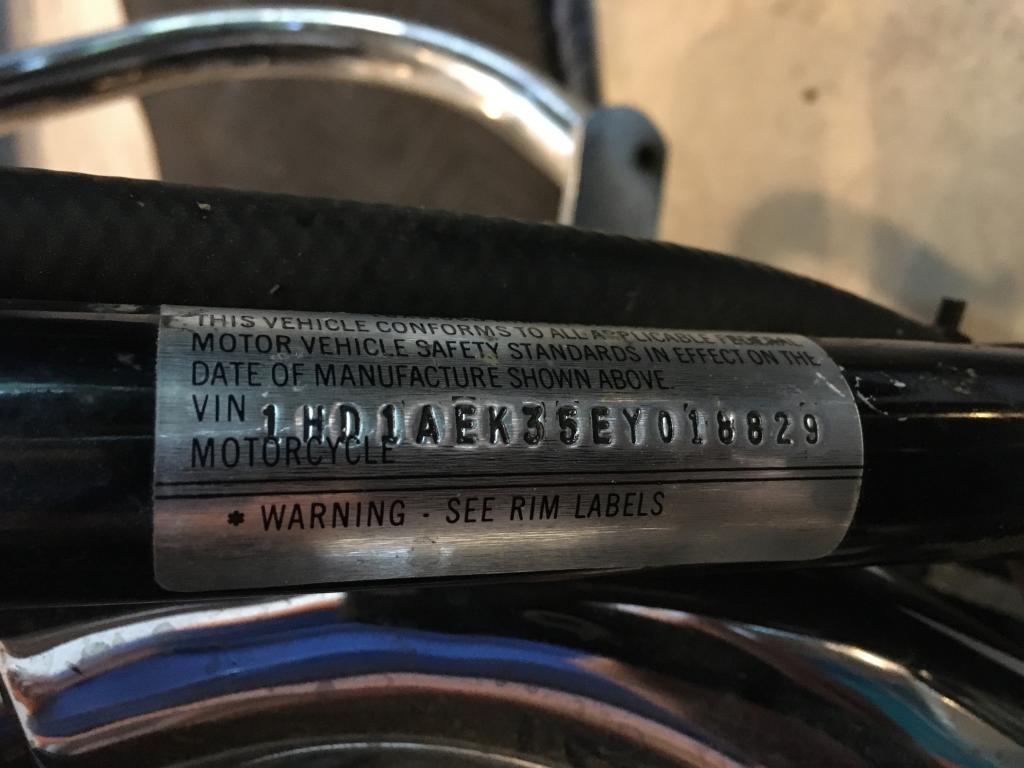 THIS VEHICLE CONFORMS TO ALL APPLICABLE FEDERAL
MOTOR VEHICLE SAFETY STANDARDS IN EFFECT ON THE
DATE OF MANUFACTURE SHOWN ABOVE.
VIN 1HD1AEK35EY018829
MOTORCYCLE
* WARNING - SEE RIM LABELS